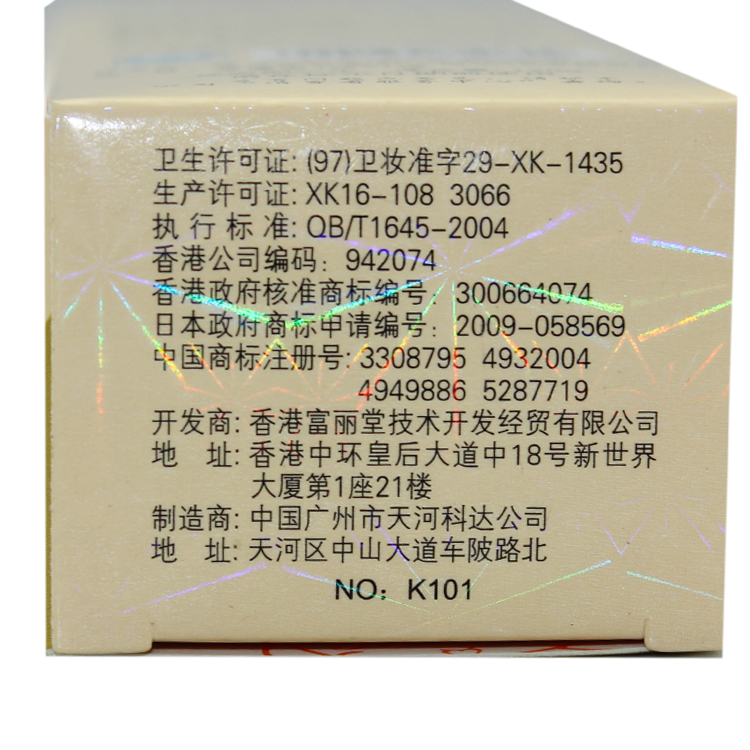 卫生许可证: (97)卫妆准字29-XK-1435
生产许可证: XK16-108 3066
执 行 标 准: QB/T1645-2004
香港公司编码：942074
香港政府核准商标编号：300664074
日本政府商标申请编号：2009-058569
中国商标注册号: 3308795 4932004
4949886 5287719
开发商: 香港富丽堂技术开发经贸有限公司
地 址: 香港中环皇后大道中18号新世界
大厦第1座21楼
制造商: 中国广州市天河科达公司
地 址: 天河区中山大道车陂路北
NO：K101